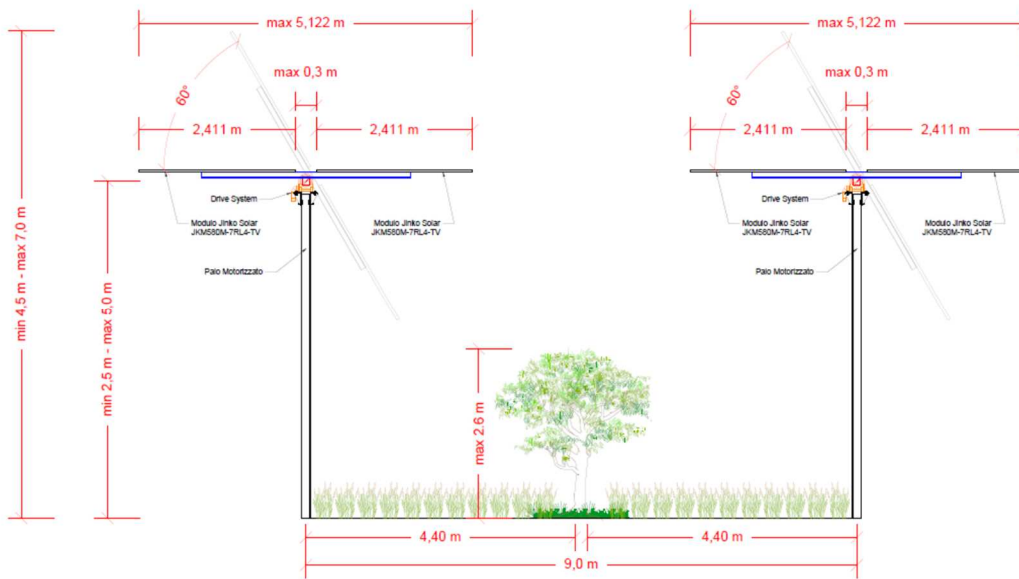 max 5,122 m
max 5,122 m
max 0,3 m
max 0,3 m
60°
60°
2,411 m
2,411 m
2,411 m
2,411 m
Drive System
Drive System
Modulo Jinko Solar
JKM580M-7RL4-TV
Modulo Jinko Solar
JKM580M-7RL4-TV
Modulo Jinko Solar
JKM580M-7RL4-TV
Modulo Jinko Solar
JKM580M-7RL4-TV
Palo Motorizzato
Palo Motorizzato
min 4,5 m - max 7,0 m
min 2,5 m - max 5,0 m
max 2.6 m
4,40 m
4,40 m
9,0 m